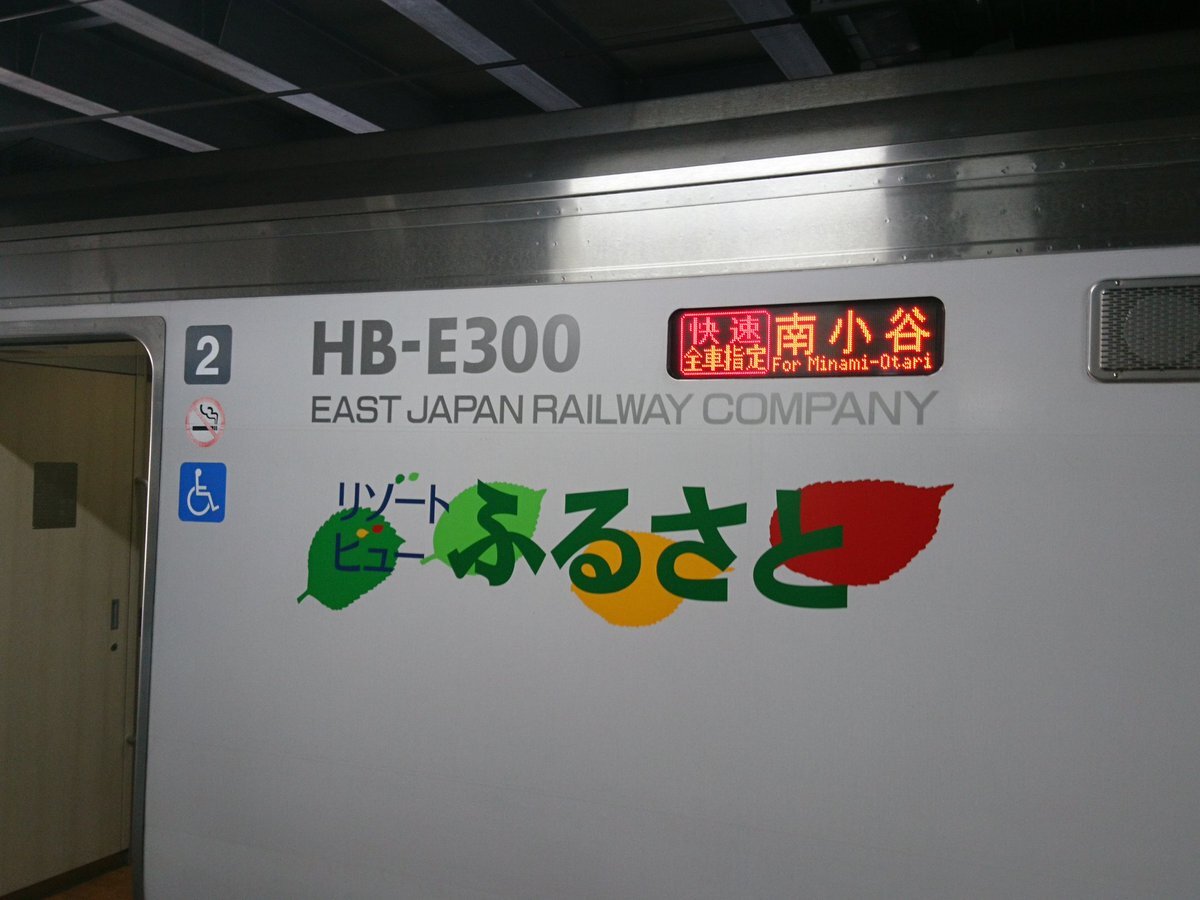 2
HB-E300
快速 南小谷
全車指定 For Minami-Otari
EAST JAPAN RAILWAY COMPANY
リゾート
ビュー
ふるさと